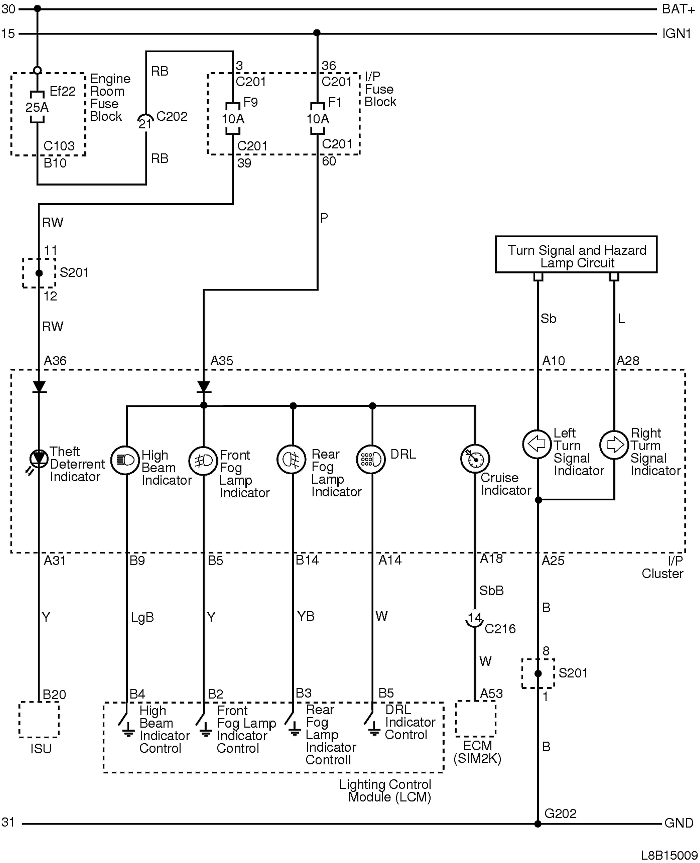 30 BAT+
15 IGN1
RB 3 36 I/P
Engine C201 C201 Fuse
Ef22 Room F9 F1 Block
25A Fuse C202 10A 10A
Block 21
C103 C201 C201
B10 RB 39 60
RW P
11
S201
12
Turn Signal and Hazard
Lamp Circuit
RW Sb L
A36 A35 A10 A28
Theft High Front Rear DRL Left Right
Deterrent Beam Fog Fog Turn Turm
Indicator Indicator Lamp Lamp Cruise Signal Signal
Indicator Indicator Indicator Indicator Indicator
A31 B9 B5 B14 A14 A18 A25 I/P
Cluster
SbB
Y LgB Y YB W 14 B
C216
W 8
S201
B20 B4 B2 B3 B5 A53 1
High Front Rear DRL
Beam Fog Lamp Fog Indicator
Indicator Indicator Lamp Control
Control Control Indicator
Controll
ISU ECM B
(SIM2K)
Lighting Control
Module (LCM)
G202
31 GND
L8B15009